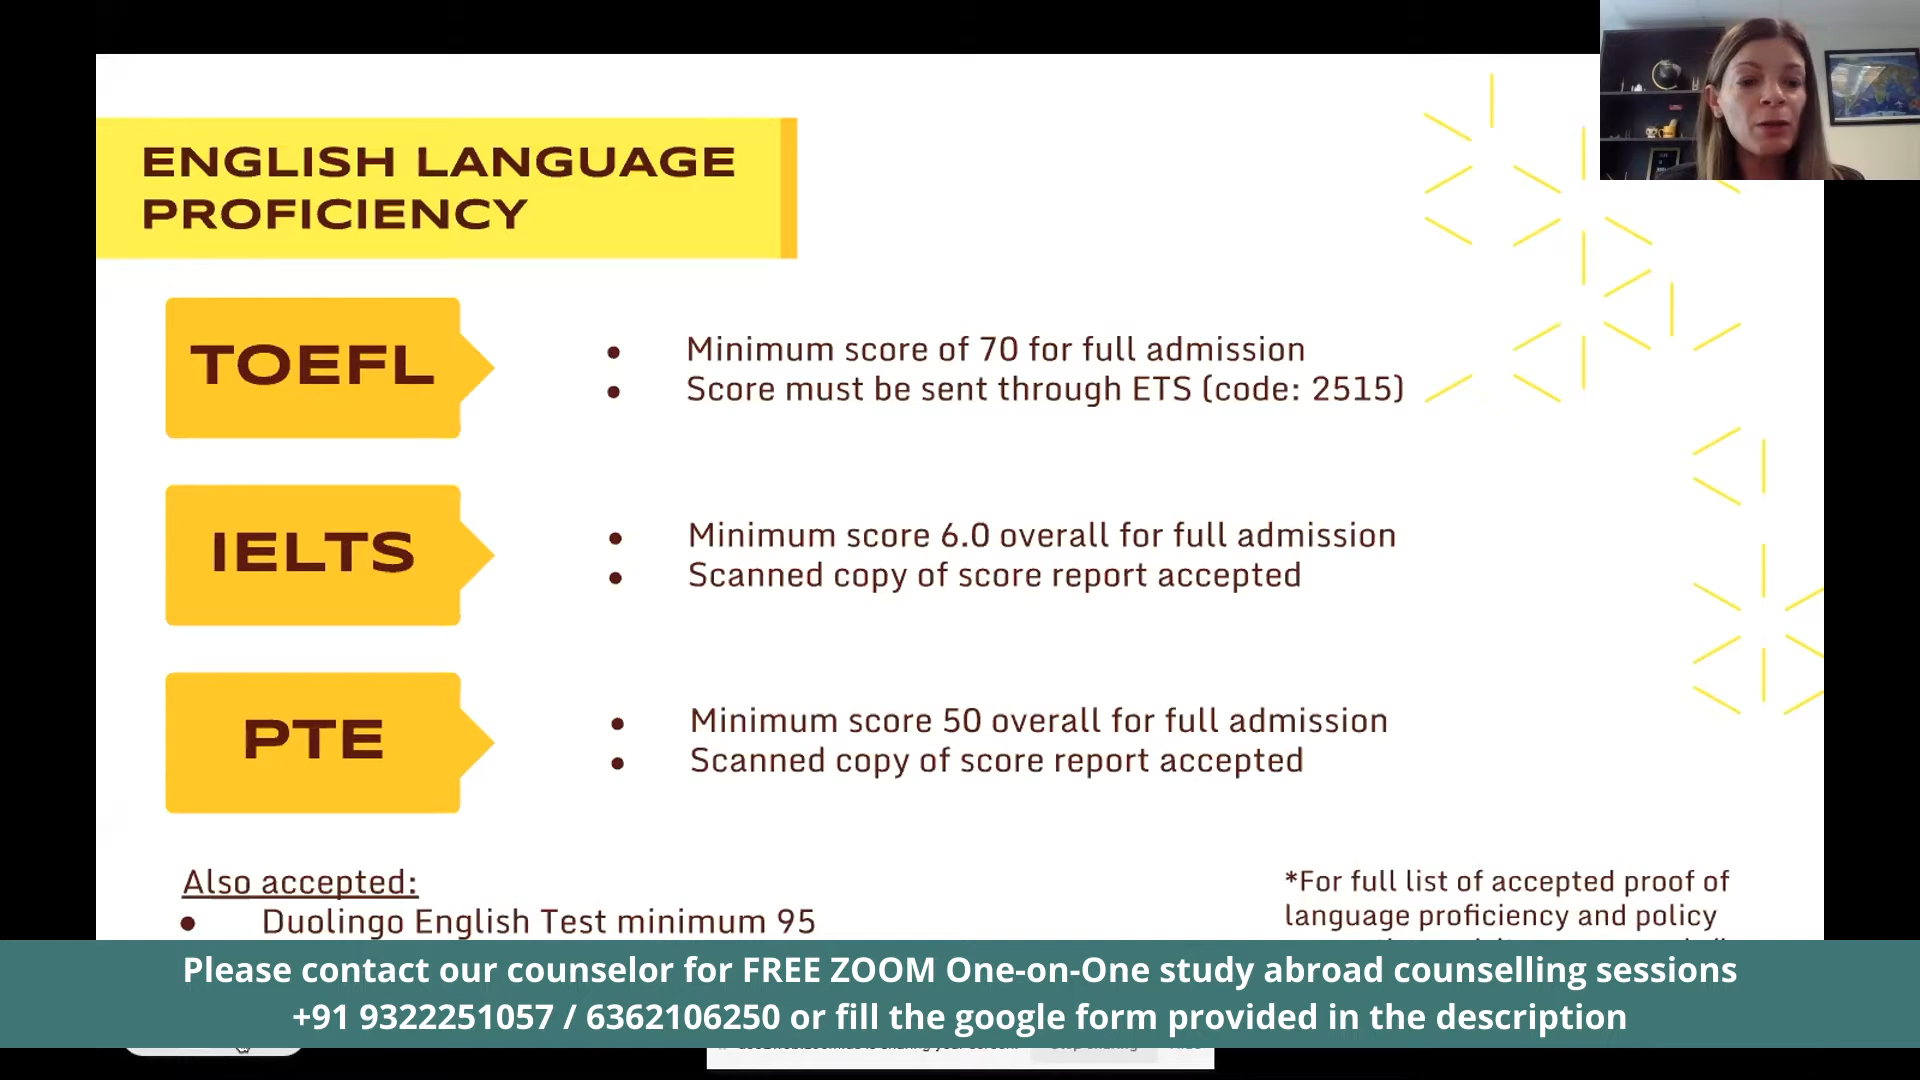 ENGLISH LANGUAGE
PROFICIENCY
TOEFL
• Minimum score of 70 for full admission
• Score must be sent through ETS (code: 2515)
IELTS
• Minimum score 6.0 overall for full admission
• Scanned copy of score report accepted
PTE
• Minimum score 50 overall for full admission
• Scanned copy of score report accepted
Also accepted:
• Duolingo English Test minimum 95
*For full list of accepted proof of
language proficiency and policy
Please contact our counselor for FREE ZOOM One-on-One study abroad counselling sessions
+91 9322251057 / 6362106250 or fill the google form provided in the description